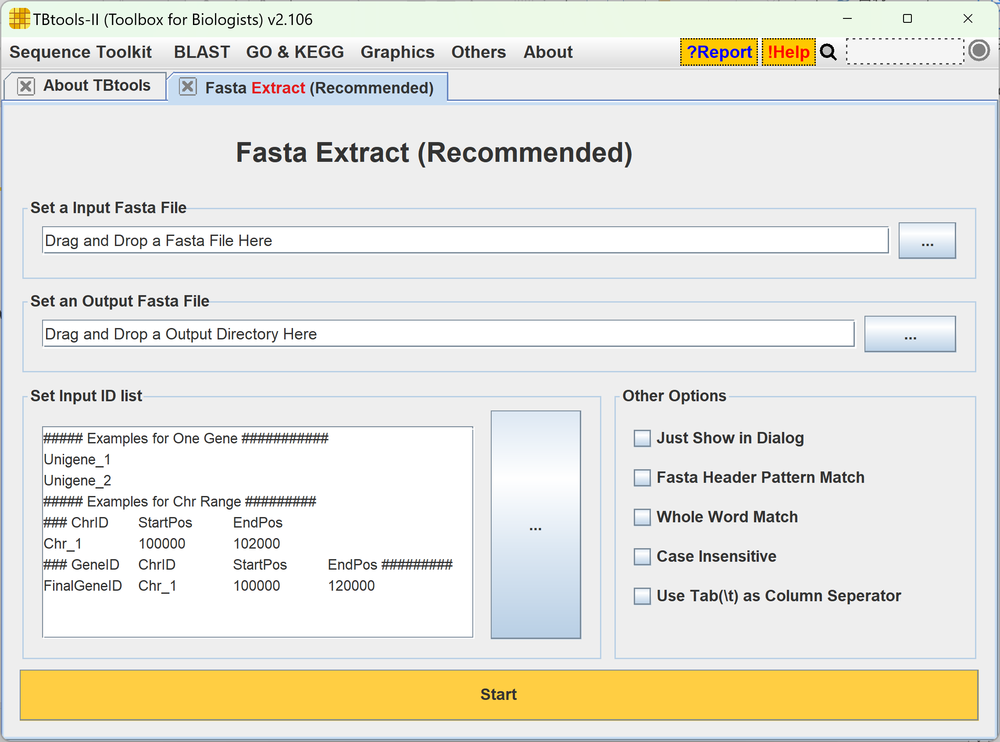 TBtools-II (Toolbox for Biologists) v2.106
Sequence Toolkit BLAST GO & KEGG Graphics Others About ?Report !Help
About TBtools Fasta Extract (Recommended)
Fasta Extract (Recommended)
Set a Input Fasta File
Drag and Drop a Fasta File Here ...
Set an Output Fasta File
Drag and Drop a Output Directory Here ...
Set Input ID list
##### Examples for One Gene ###########
Unigene_1
Unigene_2
##### Examples for Chr Range #########
### ChrID StartPos EndPos
Chr_1 100000 102000
### GeneID ChrID StartPos EndPos #########
FinalGeneID Chr_1 100000 120000
...
Other Options
Just Show in Dialog
Fasta Header Pattern Match
Whole Word Match
Case Insensitive
Use Tab(\t) as Column Seperator
Start